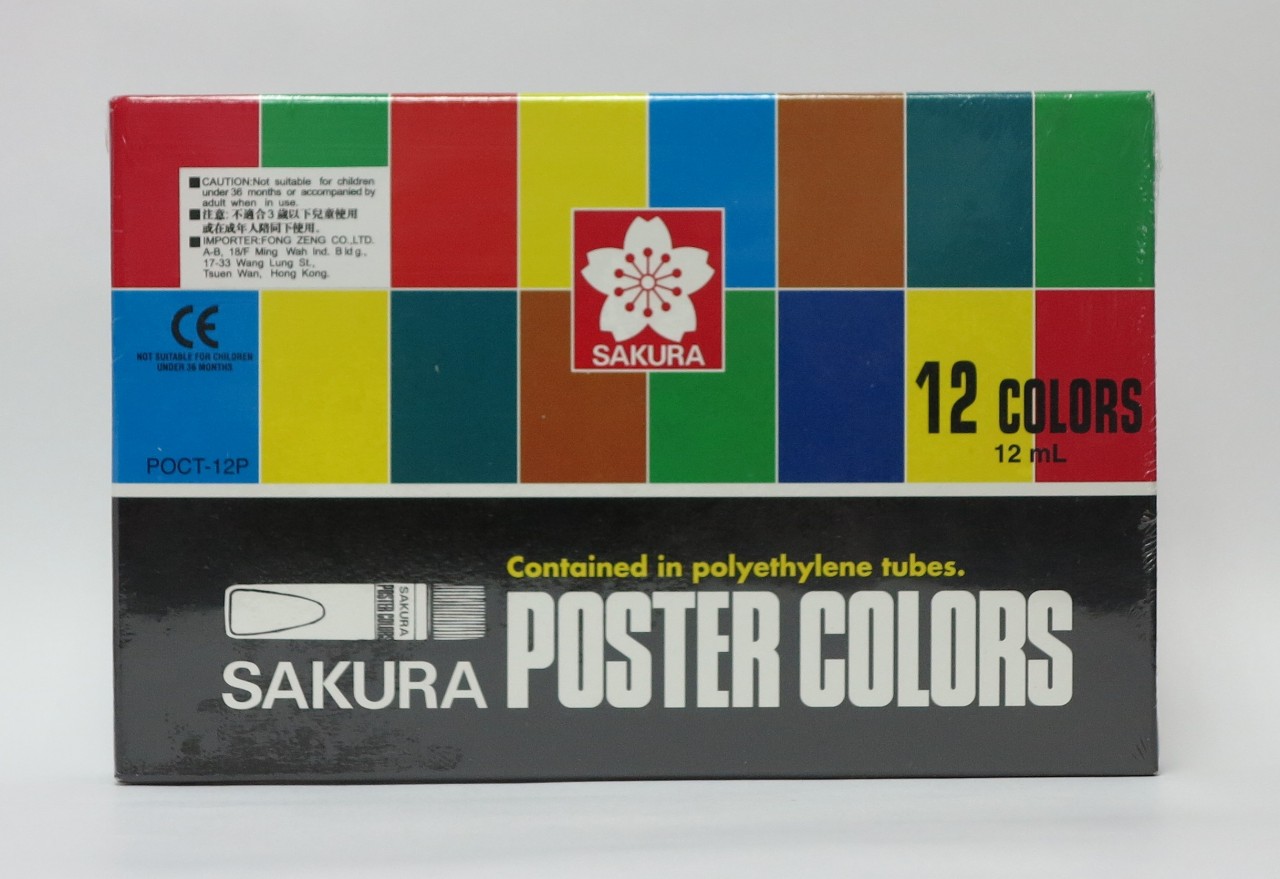 ■CAUTION:Not suitable for children
under 36 months or accompanied by
adult when in use.
■注意: 不適合3歲以下兒童使用
或在成年人陪同下使用。
■IMPORTER:FONG ZENG CO.,LTD.
A-B, 18/F Ming Wah Ind. Bldg.,
17-33 Wang Lung St.,
Tsuen Wan, Hong Kong.
CE
NOT SUITABLE FOR CHILDREN
UNDER 36 MONTHS
POCT-12P
SAKURA
12 COLORS
12 mL
Contained in polyethylene tubes.
POSTER COLORS
SAKURA
SAKURA
POSTER COLORS